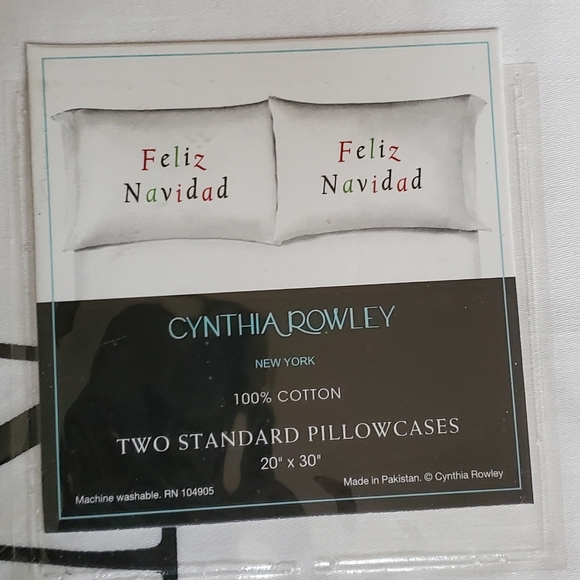 Feliz
Navidad
Feliz
Navidad
CYNTHIA ROWLEY
NEW YORK
100% COTTON
TWO STANDARD PILLOWCASES
20" x 30"
Machine washable. RN 104905
Made in Pakistan. © Cynthia Rowley